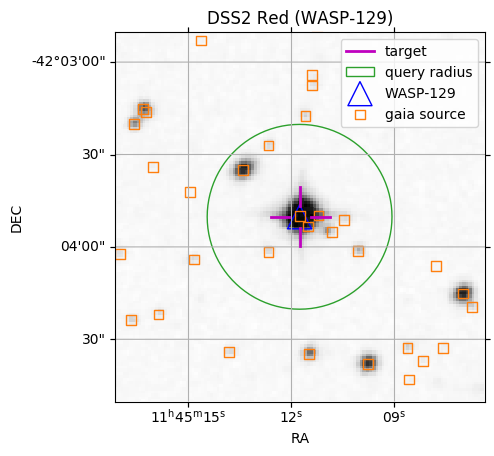 DSS2 Red (WASP-129)
target
query radius
WASP-129
gaia source
-42°03'00"
30"
04'00"
30"
DEC
11ʰ45ᵐ15ˢ 12ˢ 09ˢ
RA